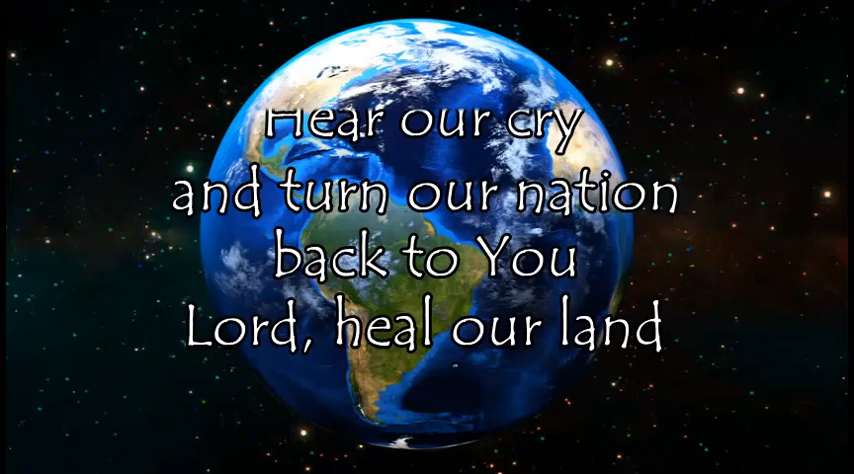 Hear our cry
and turn our nation
back to You
Lord, heal our land